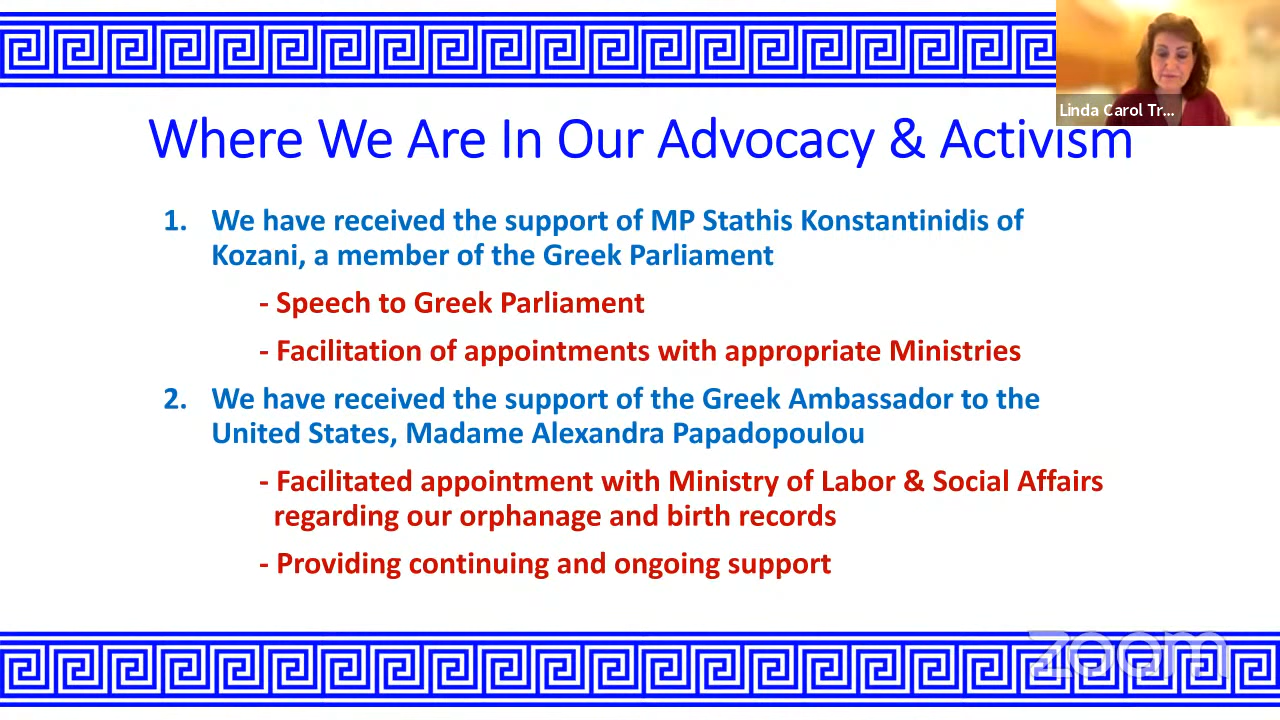 Linda Carol Tr...
Where We Are In Our Advocacy & Activism
1. We have received the support of MP Stathis Konstantinidis of
Kozani, a member of the Greek Parliament
- Speech to Greek Parliament
- Facilitation of appointments with appropriate Ministries
2. We have received the support of the Greek Ambassador to the
United States, Madame Alexandra Papadopoulou
- Facilitated appointment with Ministry of Labor & Social Affairs
regarding our orphanage and birth records
- Providing continuing and ongoing support
zoom